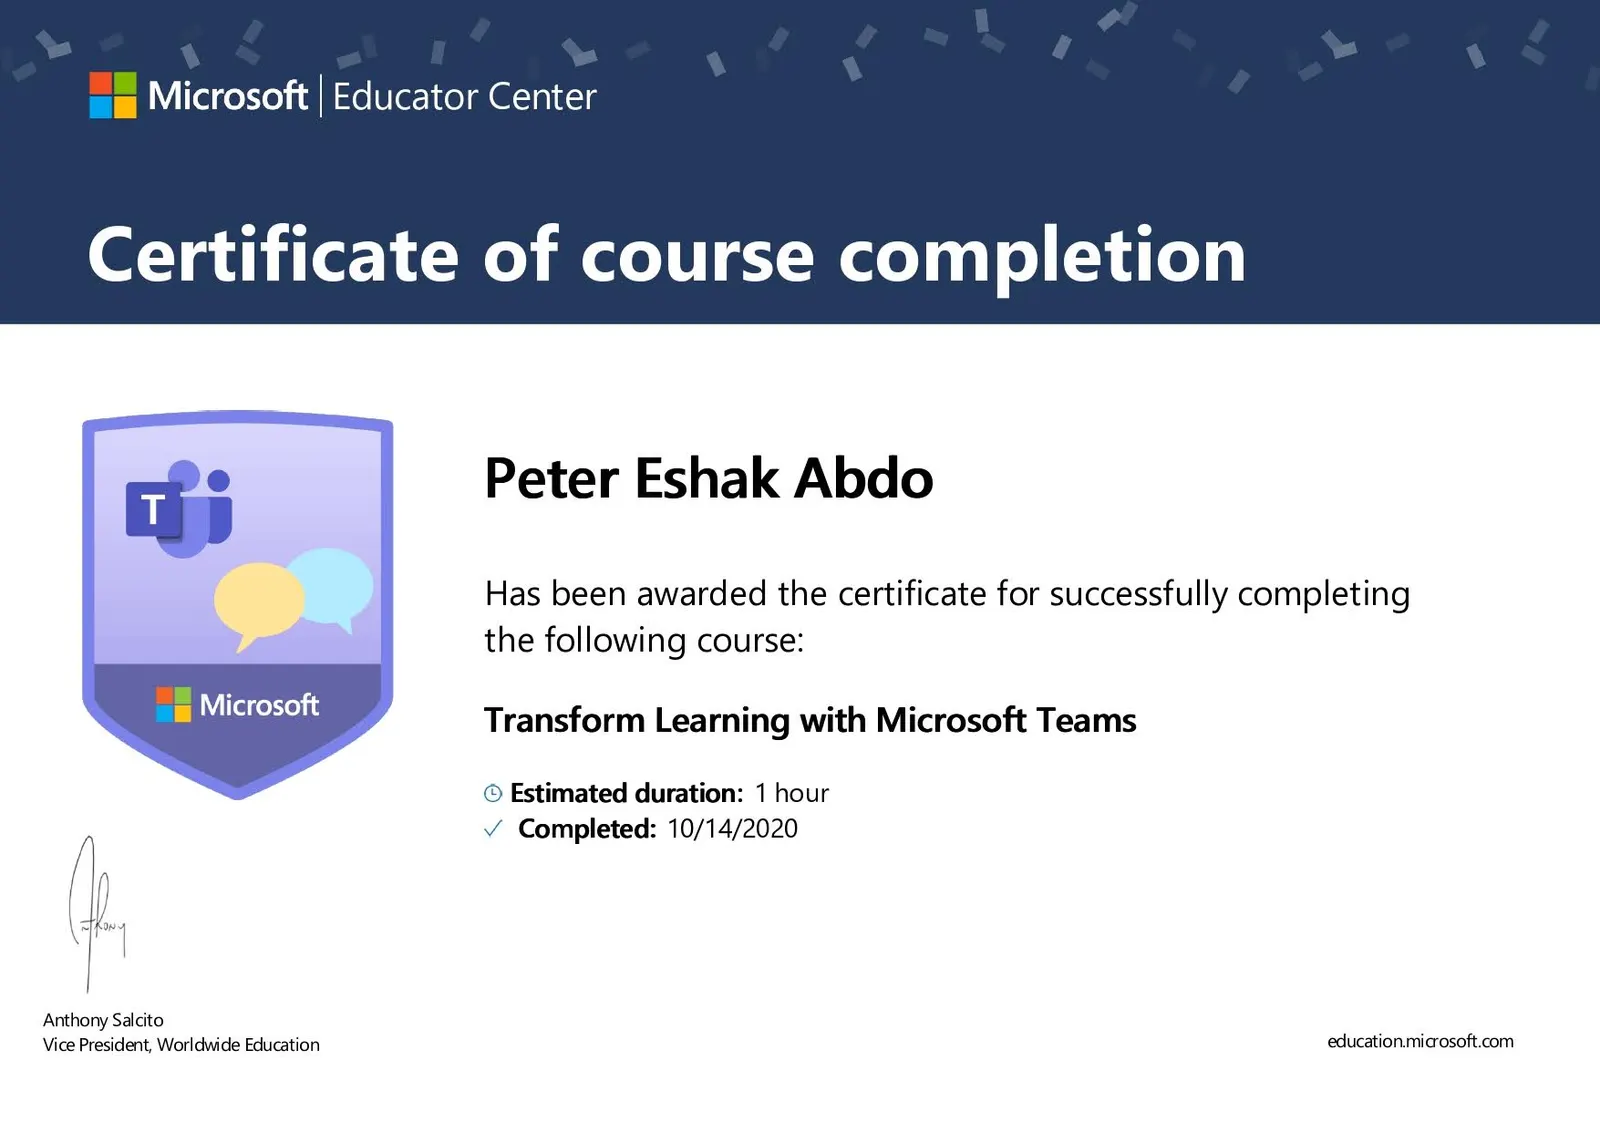 Microsoft | Educator Center
Certificate of course completion
T
Microsoft
Peter Eshak Abdo
Has been awarded the certificate for successfully completing
the following course:
Transform Learning with Microsoft Teams
Estimated duration: 1 hour
Completed: 10/14/2020
Anthony
Anthony Salcito
Vice President, Worldwide Education
education.microsoft.com